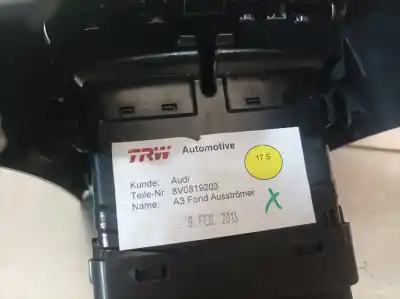 TRW Automotive
17 S
Kunde: Audi
Teile-Nr 8V0819203
Name: A3 Fond Ausströmer
9. FEB. 2013
X